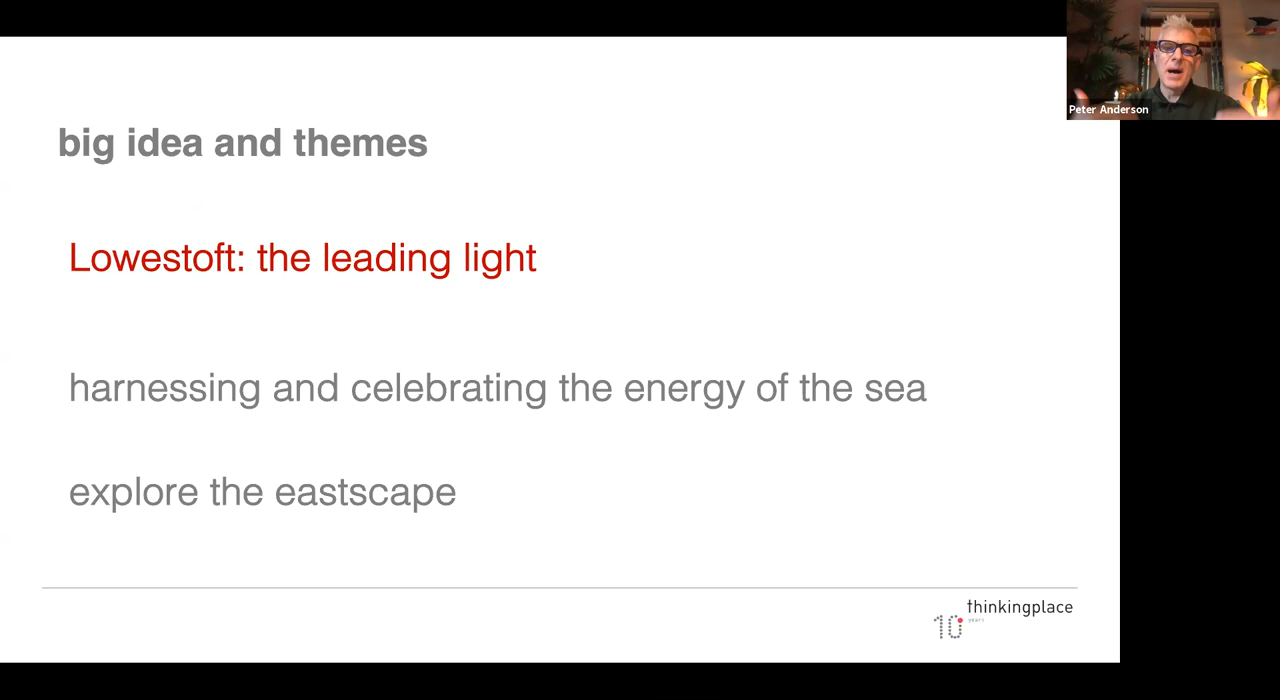 Peter Anderson
big idea and themes
Lowestoft: the leading light
harnessing and celebrating the energy of the sea
explore the eastscape
thinkingplace
10 years